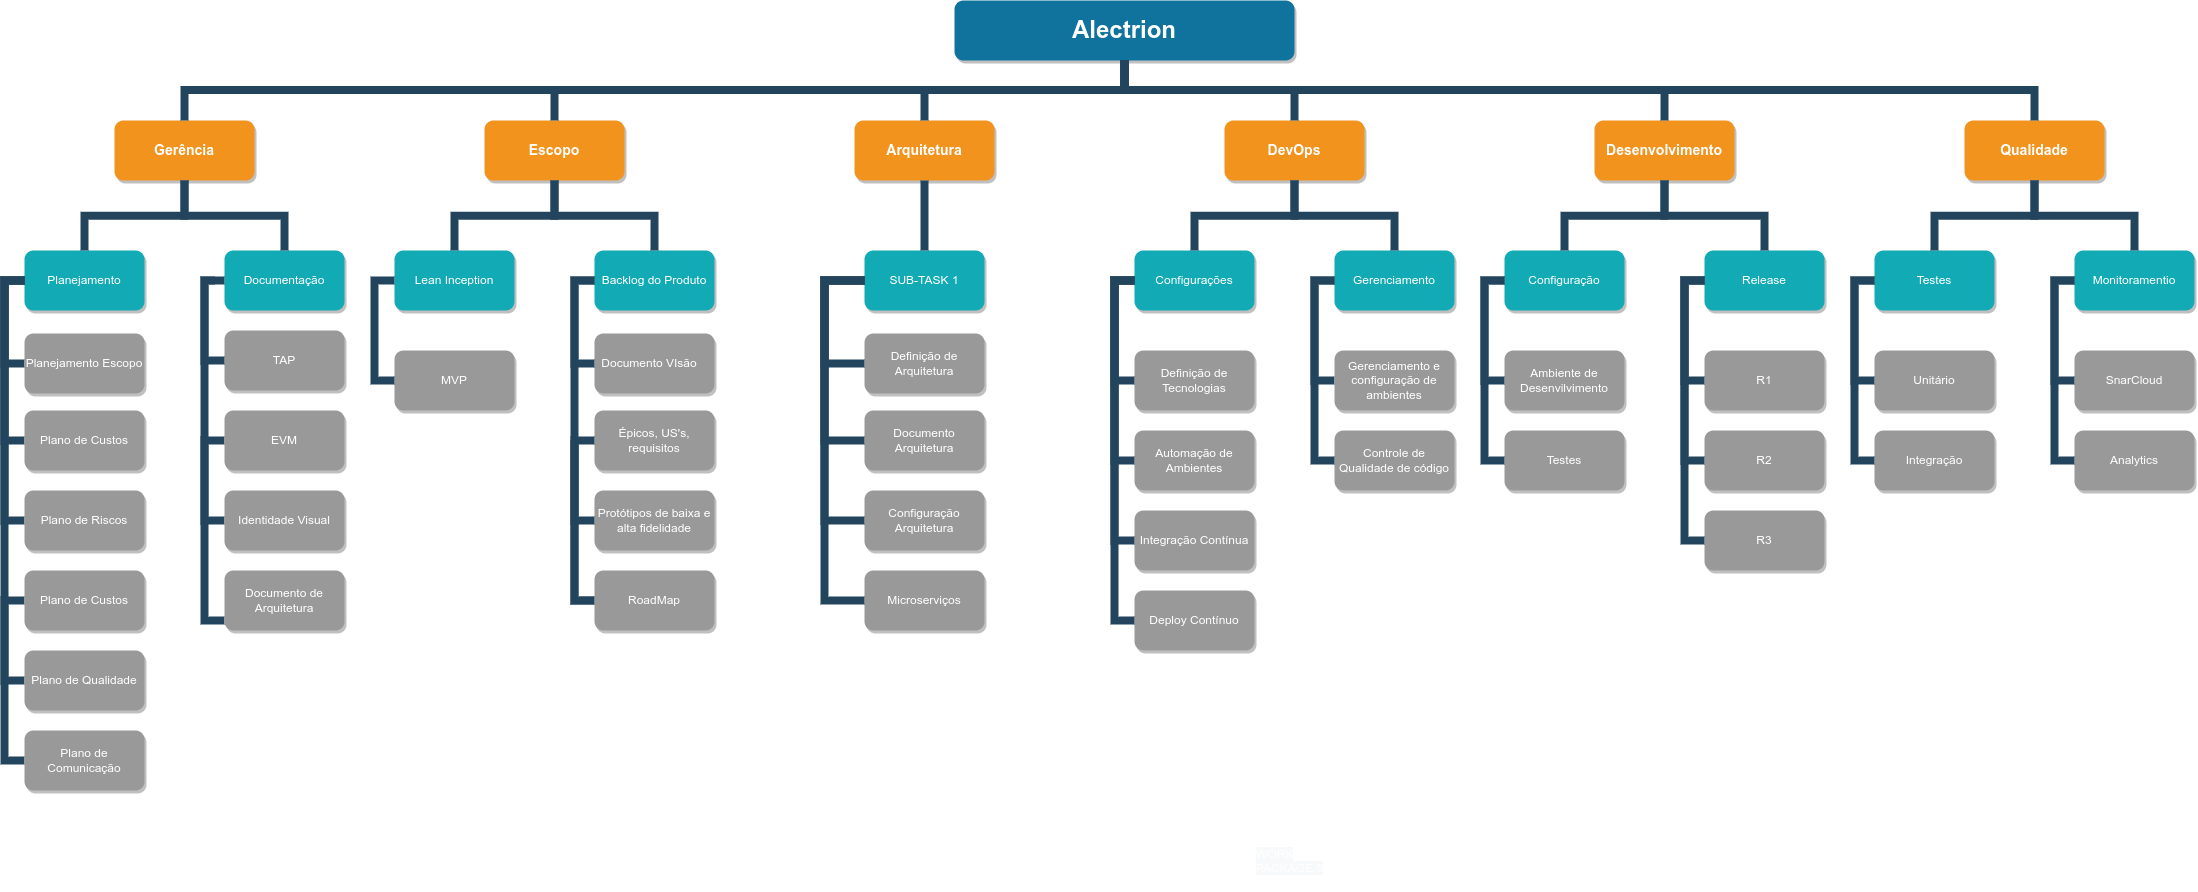 Alectrion
Gerência
Escopo
Arquitetura
DevOps
Desenvolvimento
Qualidade
Planejamento
Documentação
Lean Inception
Backlog do Produto
SUB-TASK 1
Configurações
Gerenciamento
Configuração
Release
Testes
Monitoramentio
Planejamento Escopo
Plano de Custos
Plano de Riscos
Plano de Custos
Plano de Qualidade
Plano de
Comunicação
TAP
EVM
Identidade Visual
Documento de
Arquitetura
MVP
Documento VIsão
Épicos, US's,
requisitos
Protótipos de baixa e
alta fidelidade
RoadMap
Definição de
Arquitetura
Documento
Arquitetura
Configuração
Arquitetura
Microserviços
Definição de
Tecnologias
Automação de
Ambientes
Integração Contínua
Deploy Contínuo
Gerenciamento e
configuração de
ambientes
Controle de
Qualidade de código
Ambiente de
Desenvilvimento
Testes
R1
R2
R3
Unitário
Integração
SnarCloud
Analytics